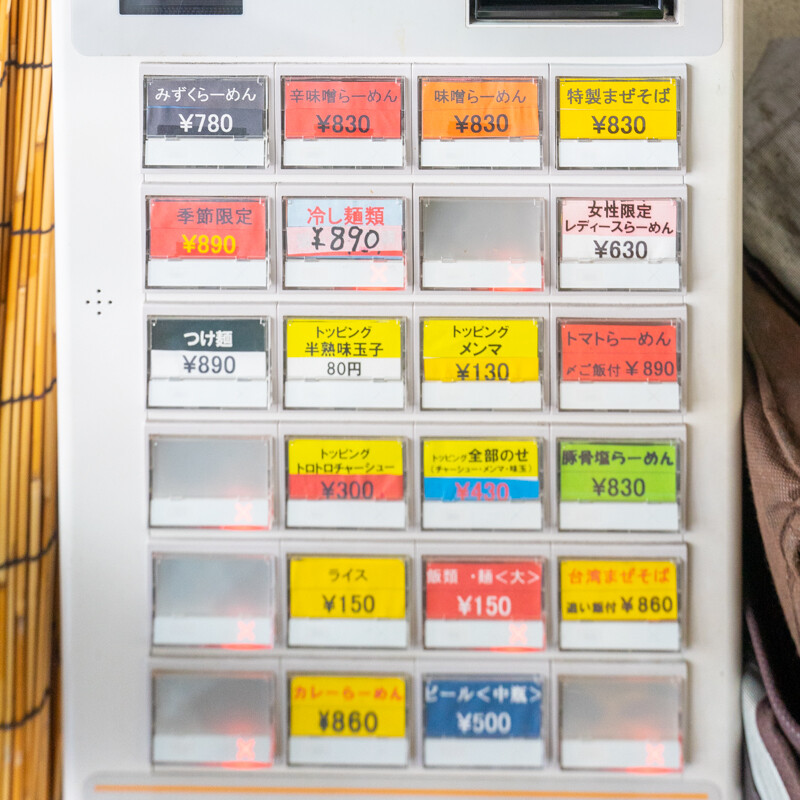 みずくらーめん
¥780
辛味噌らーめん
¥830
味噌らーめん
¥830
特製まぜそば
¥830
季節限定
¥890
冷し麺類
¥890
女性限定
レディースらーめん
¥630
つけ麺
¥890
トッピング
半熟味玉子
80円
トッピング
メンマ
¥130
トマトらーめん
〆ご飯付¥890
トッピング
トロトロチャーシュー
¥300
トッピング全部のせ
(チャーシュー・メンマ・味玉)
¥430
豚骨塩らーめん
¥830
ライス
¥150
飯類・麺<大>
¥150
台湾まぜそば
追い飯付¥860
カレーらーめん
¥860
ビール<中瓶>
¥500